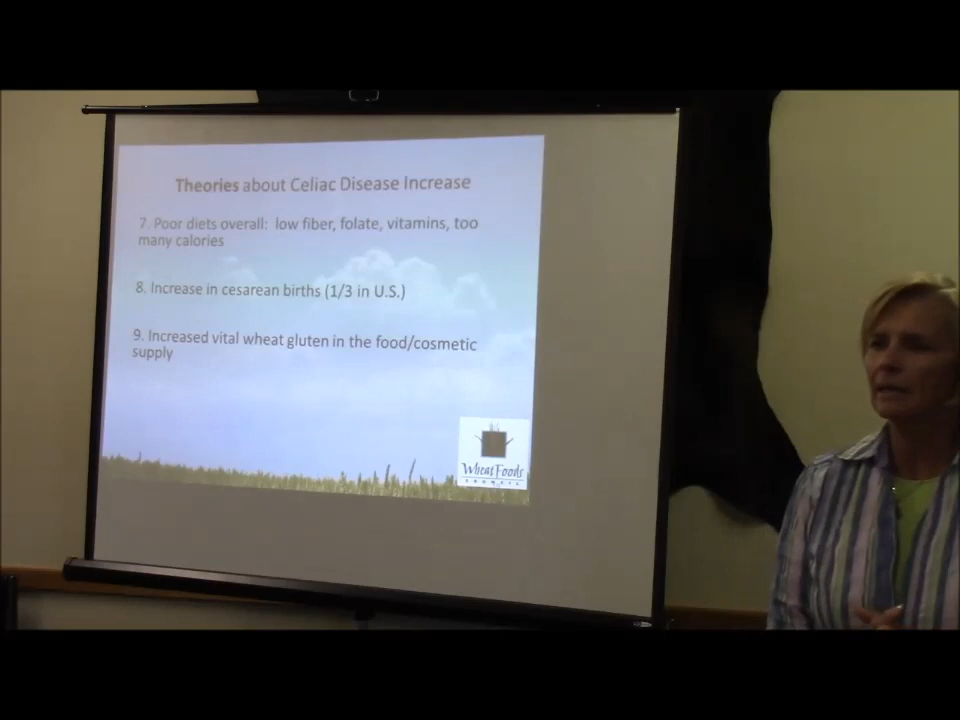 Theories about Celiac Disease Increase
7. Poor diets overall: low fiber, folate, vitamins, too
many calories
8. Increase in cesarean births (1/3 in U.S.)
9. Increased vital wheat gluten in the food/cosmetic
supply
Wheat Foods
COUNCIL